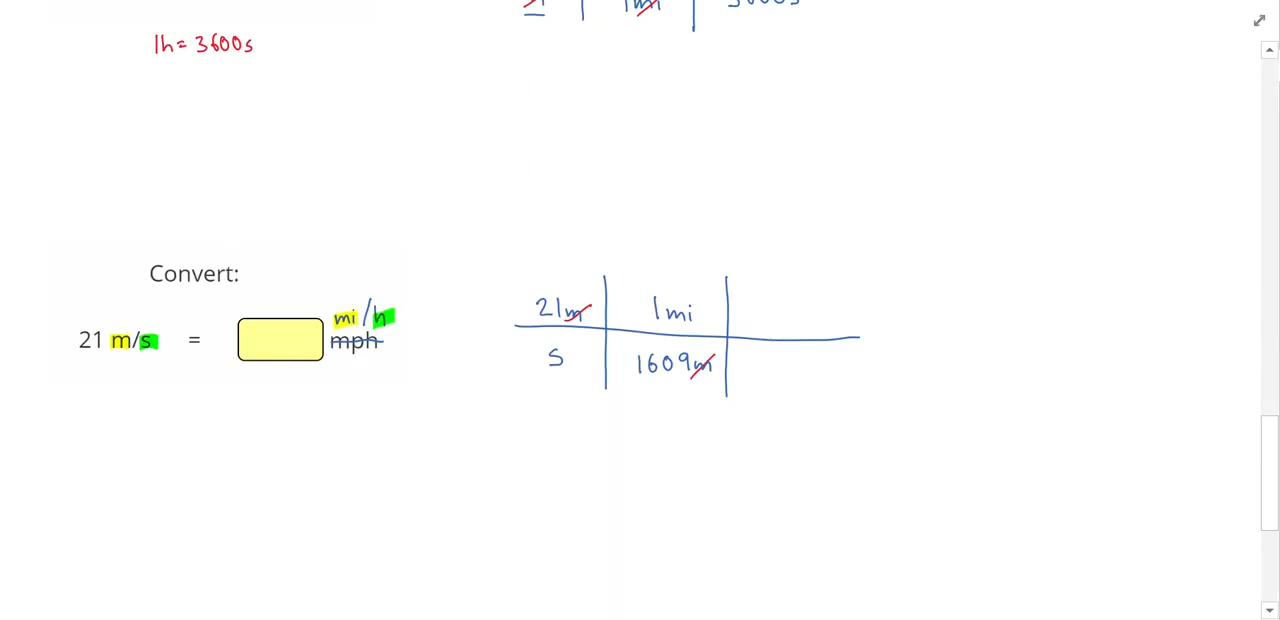 1h = 3600s
Convert:
mi/h
21 m/s = mph
21m 1mi
s 1609m